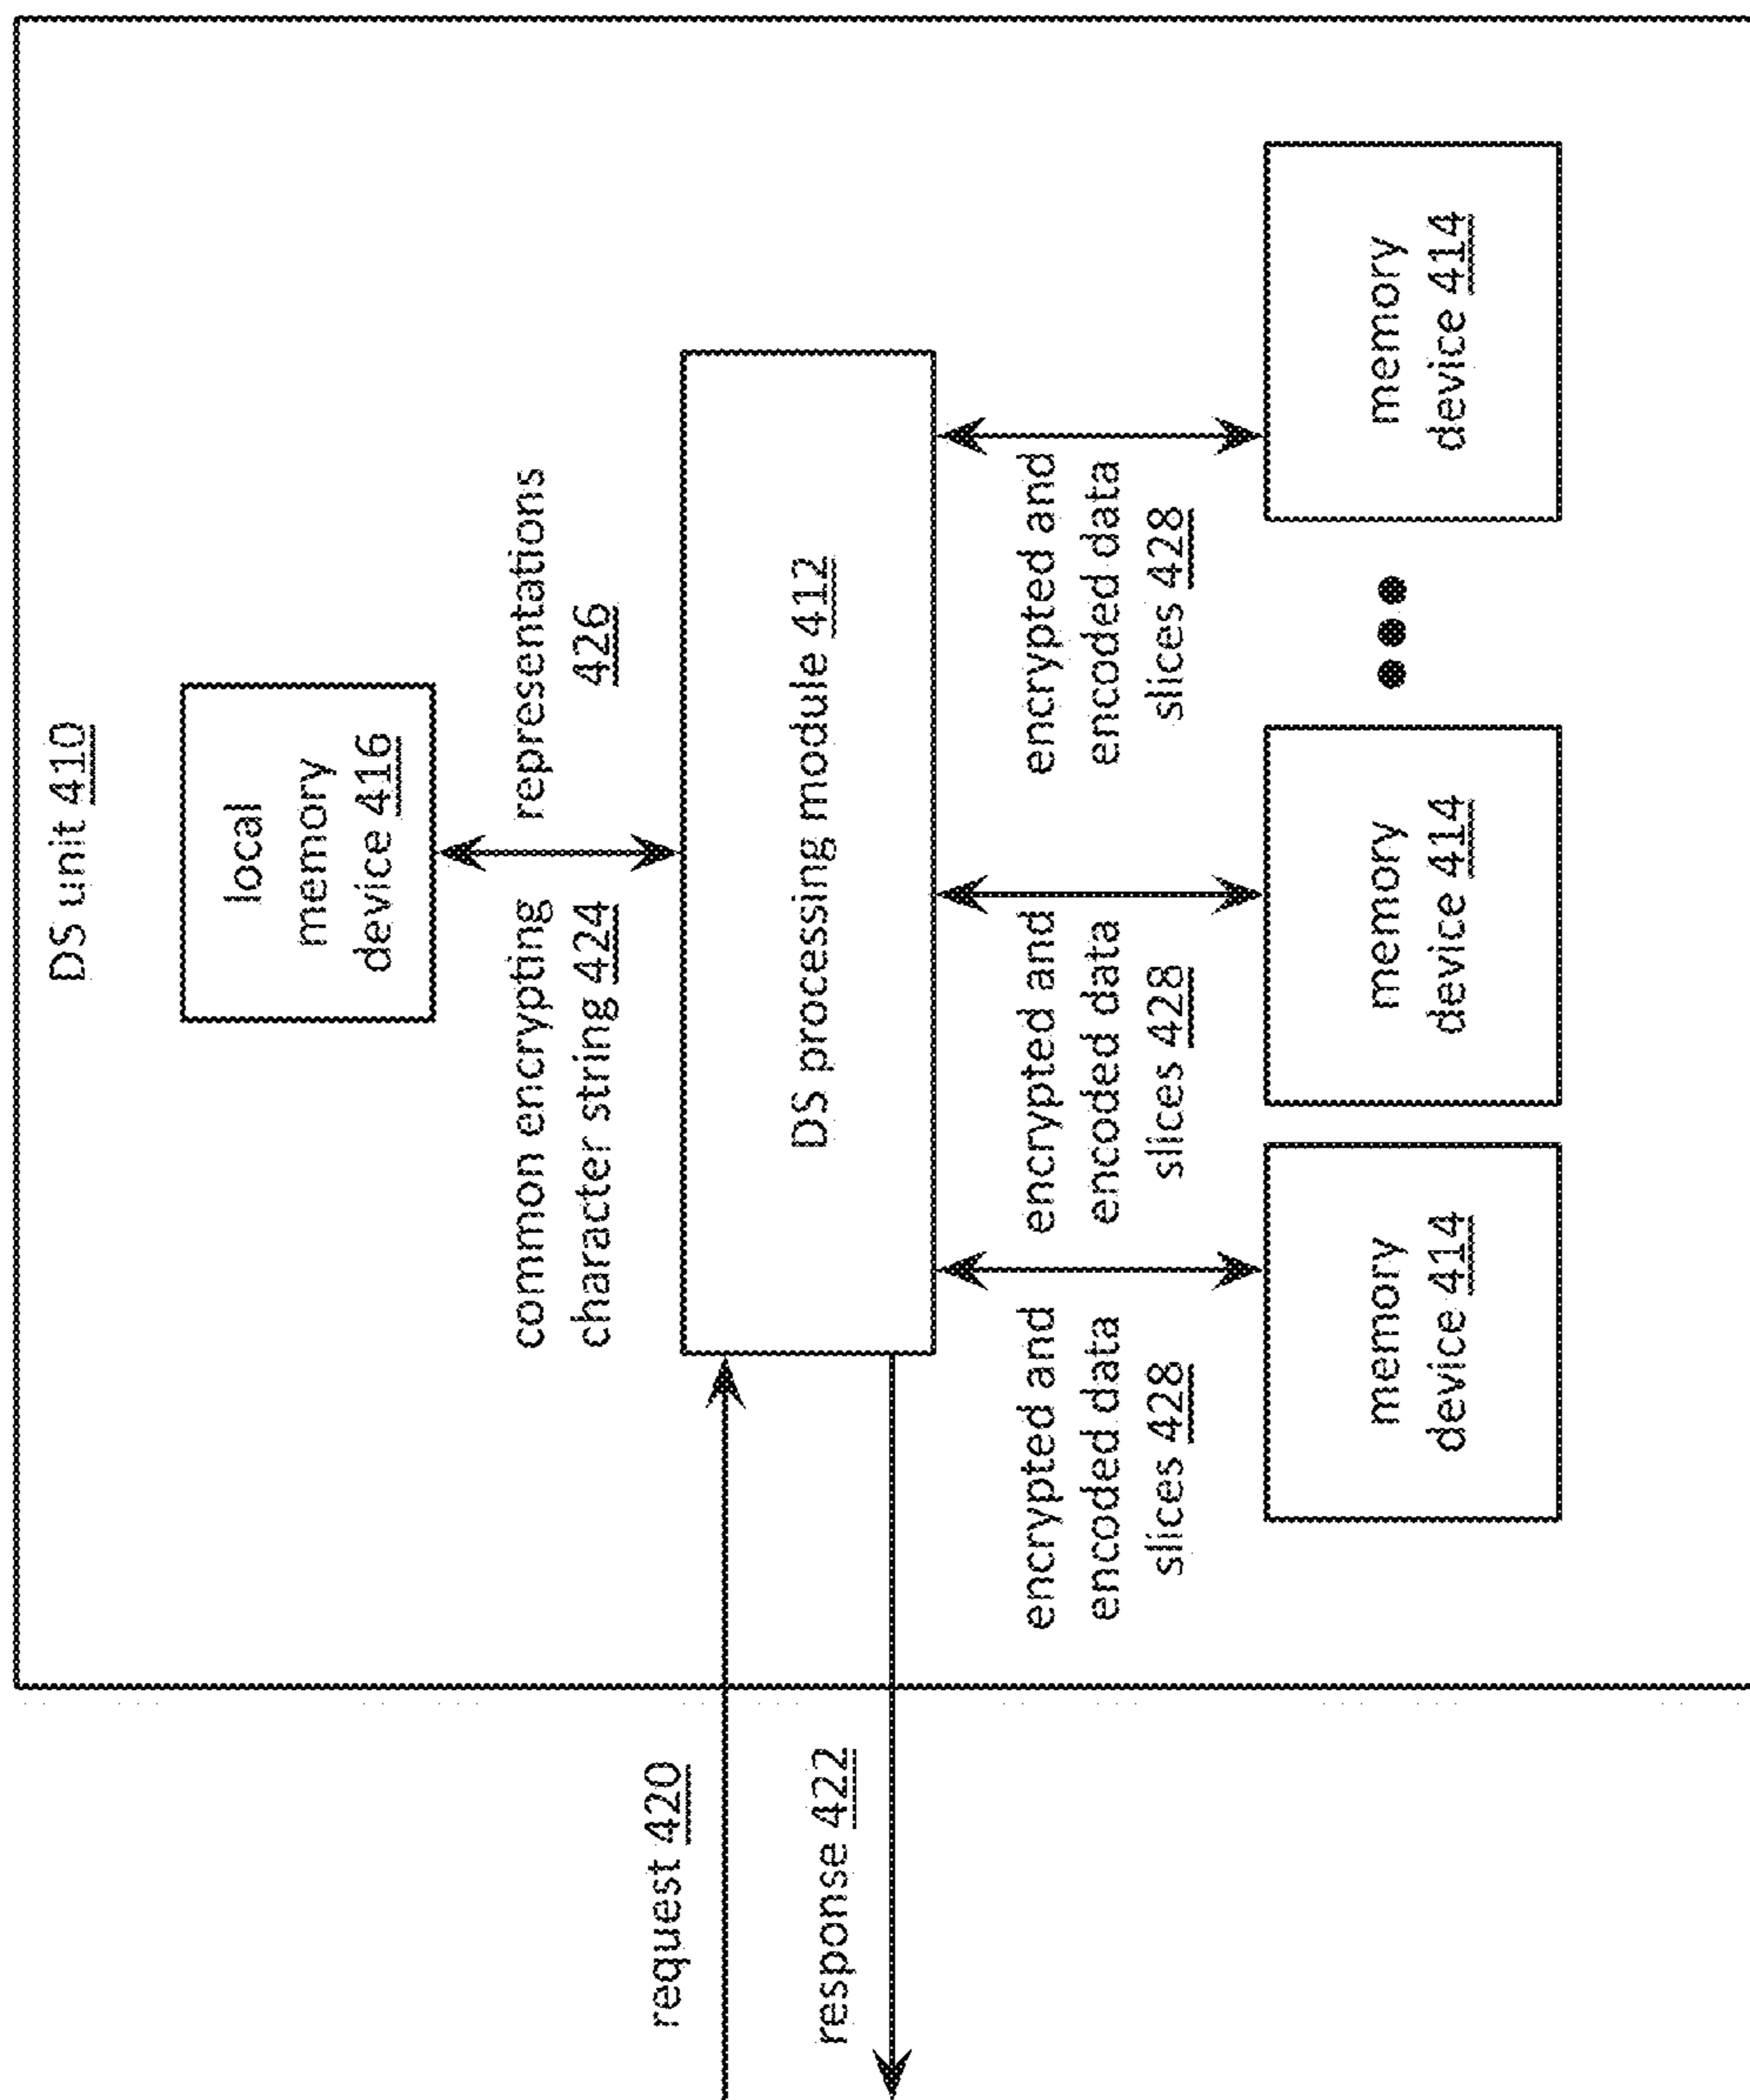 DS unit 410
local
memory
device 416
common encrypting
character string 424
representations
426
request 420
response 422
DS processing module 412
encrypted and
encoded data
slices 428
encrypted and
encoded data
slices 428
encrypted and
encoded data
slices 428
memory
device 414
memory
device 414
memory
device 414